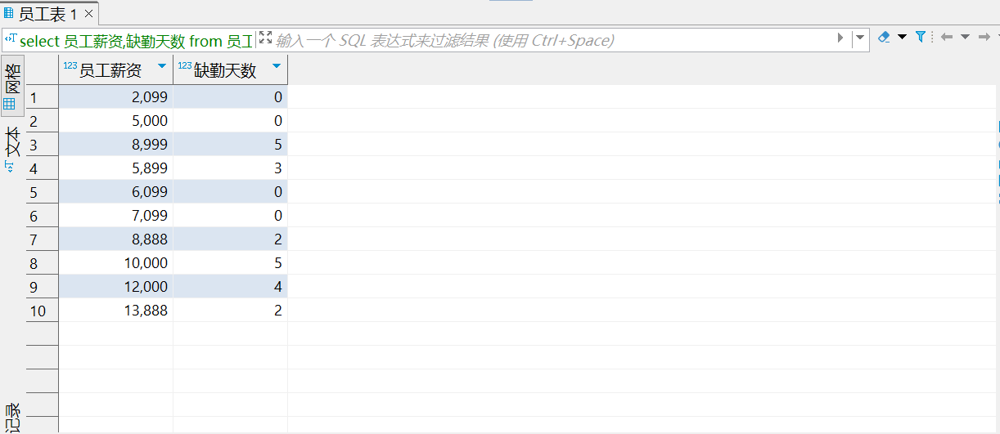 员工表 1
select 员工薪资,缺勤天数 from 员工
输入一个 SQL 表达式来过滤结果 (使用 Ctrl+Space)
网格
文本
记录
123 员工薪资 123 缺勤天数
1 2,099 0
2 5,000 0
3 8,999 5
4 5,899 3
5 6,099 0
6 7,099 0
7 8,888 2
8 10,000 5
9 12,000 4
10 13,888 2